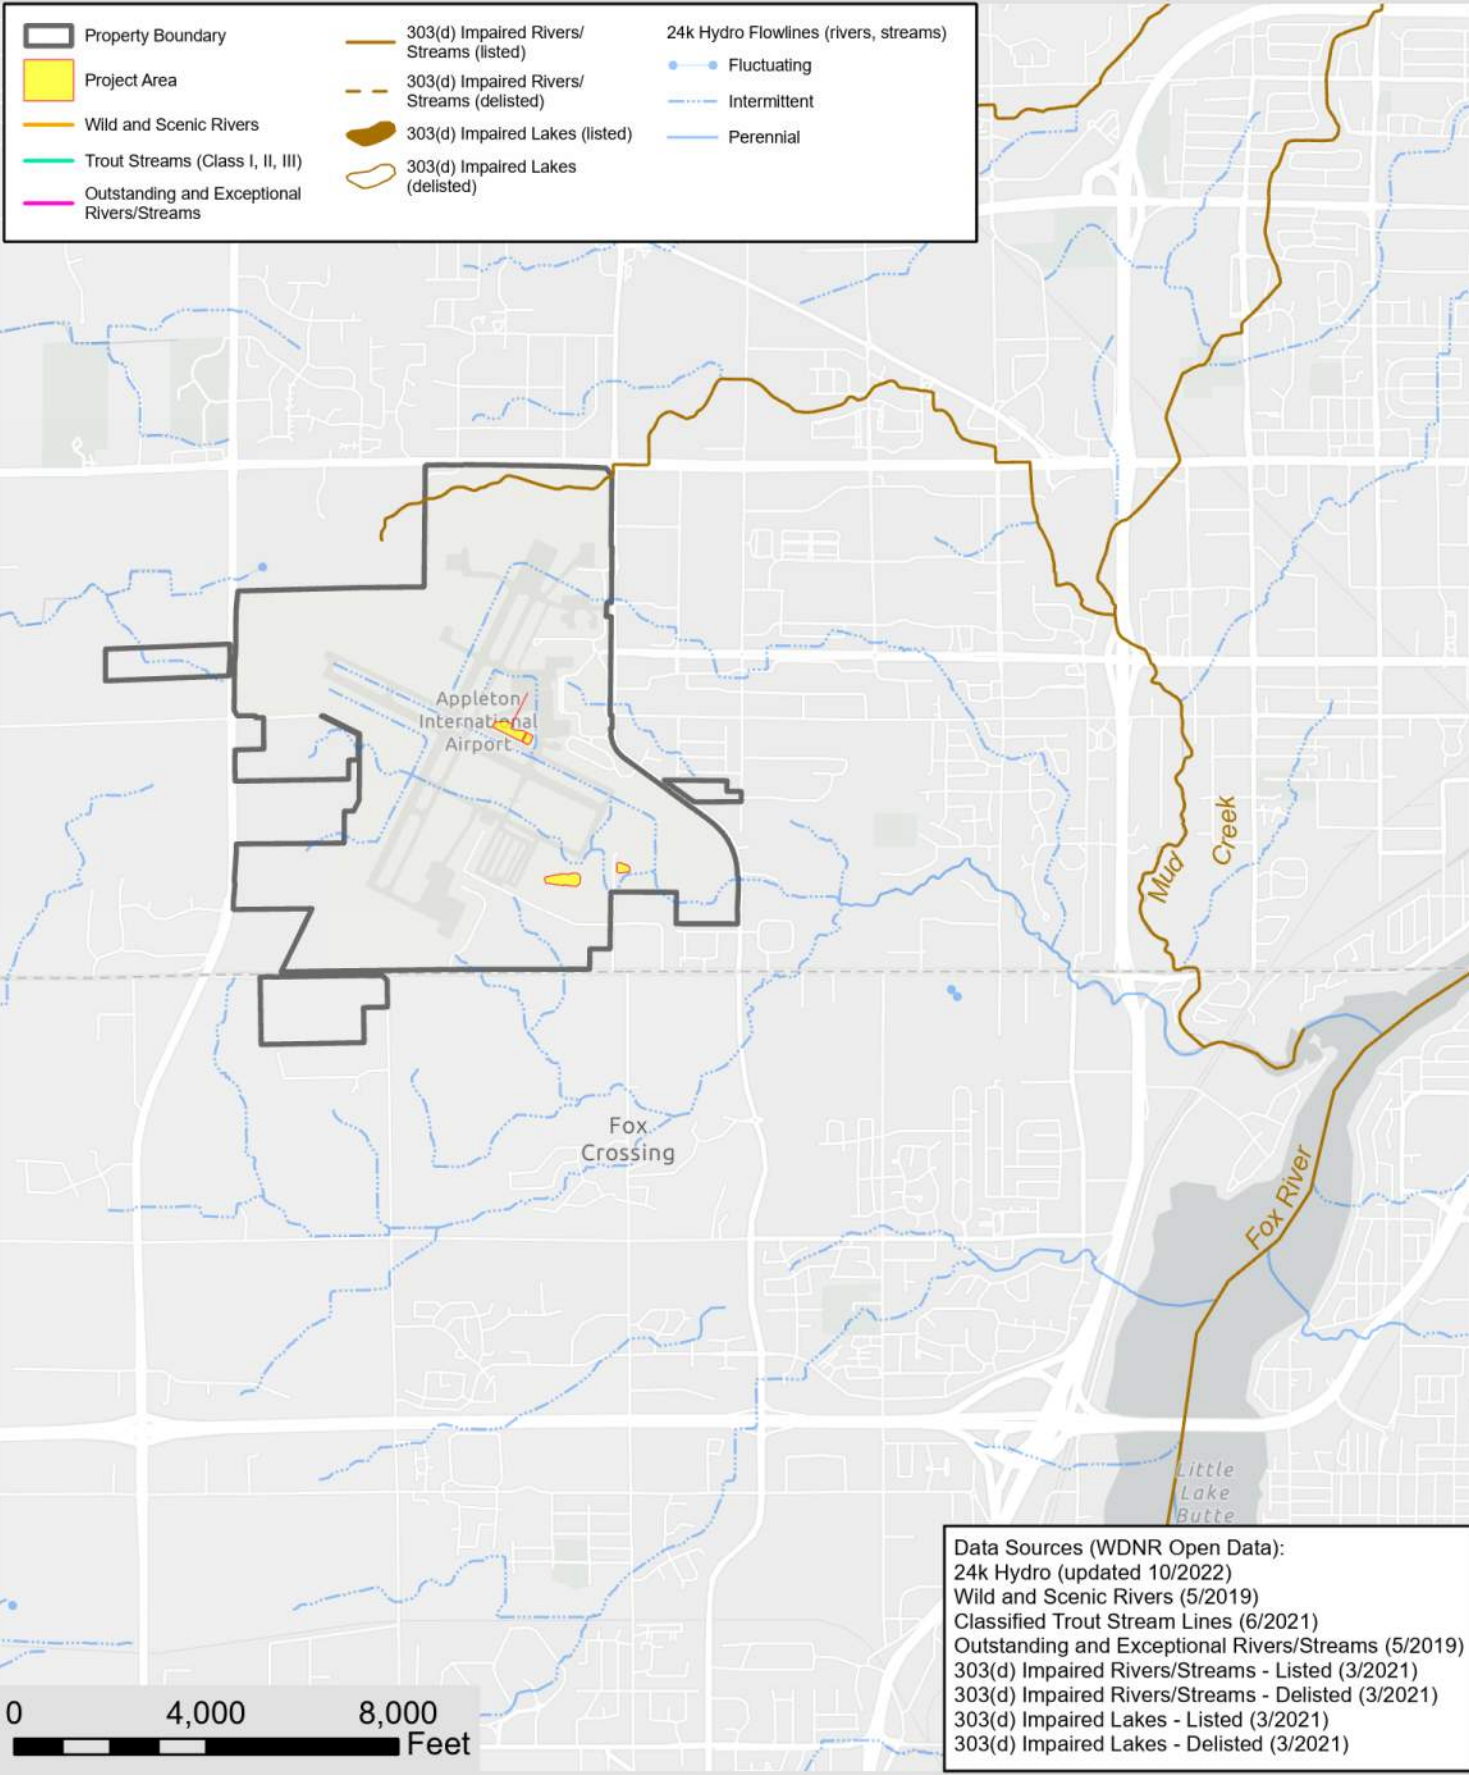 Property Boundary
Project Area
Wild and Scenic Rivers
Trout Streams (Class I, II, III)
Outstanding and Exceptional
Rivers/Streams
303(d) Impaired Rivers/
Streams (listed)
303(d) Impaired Rivers/
Streams (delisted)
303(d) Impaired Lakes (listed)
303(d) Impaired Lakes
(delisted)
24k Hydro Flowlines (rivers, streams)
Fluctuating
Intermittent
Perennial
Appleton
International
Airport
Mud
Creek
Fox
Crossing
Fox River
Little
Lake
Butte
0 4,000 8,000
Feet
Data Sources (WDNR Open Data):
24k Hydro (updated 10/2022)
Wild and Scenic Rivers (5/2019)
Classified Trout Stream Lines (6/2021)
Outstanding and Exceptional Rivers/Streams (5/2019)
303(d) Impaired Rivers/Streams - Listed (3/2021)
303(d) Impaired Rivers/Streams - Delisted (3/2021)
303(d) Impaired Lakes - Listed (3/2021)
303(d) Impaired Lakes - Delisted (3/2021)